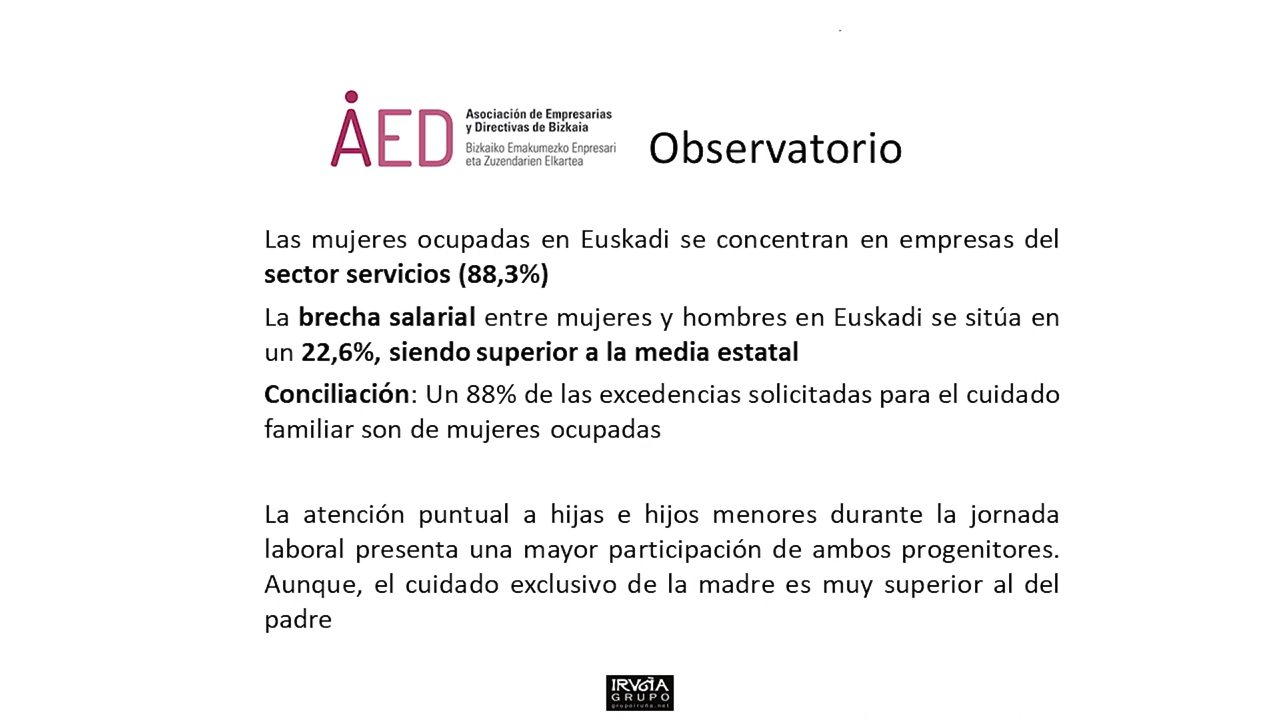 AED
Asociación de Empresarias
y Directivas de Bizkaia
Bizkaiko Emakumezko Enpresari
eta Zuzendarien Elkartea
Observatorio
Las mujeres ocupadas en Euskadi se concentran en empresas del
sector servicios (88,3%)
La brecha salarial entre mujeres y hombres en Euskadi se sitúa en
un 22,6%, siendo superior a la media estatal
Conciliación: Un 88% de las excedencias solicitadas para el cuidado
familiar son de mujeres ocupadas
La atención puntual a hijas e hijos menores durante la jornada
laboral presenta una mayor participación de ambos progenitores.
Aunque, el cuidado exclusivo de la madre es muy superior al del
padre
GRUPO